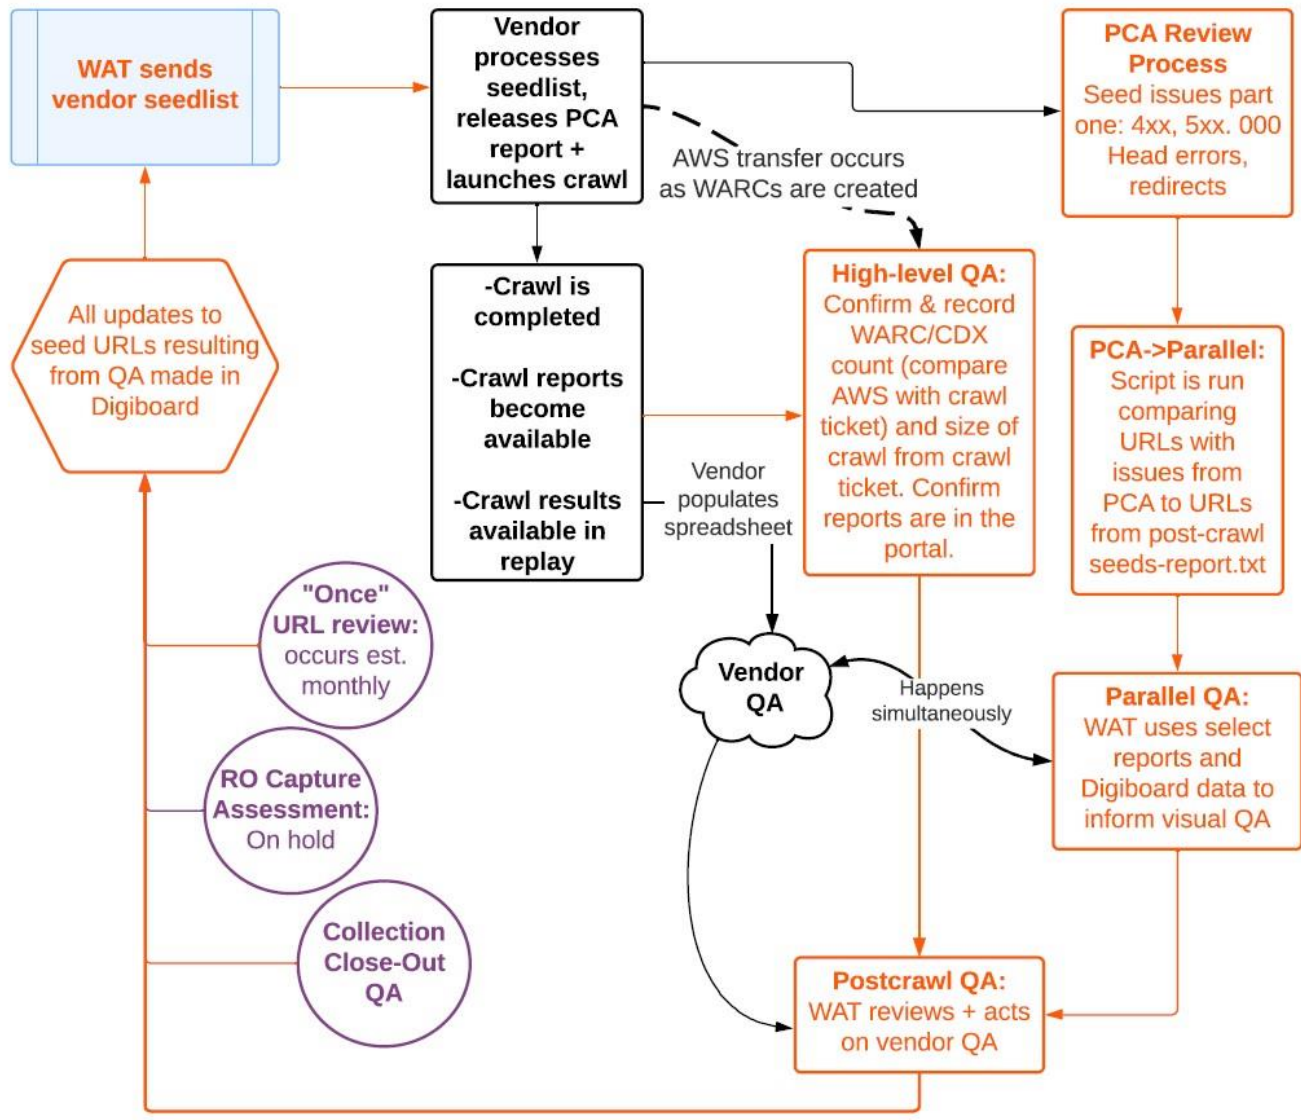 WAT sends
vendor seedlist
Vendor
processes
seedlist,
releases PCA
report +
launches crawl
PCA Review
Process
Seed issues part
one: 4xx, 5xx. 000
Head errors,
redirects
AWS transfer occurs
as WARCs are created
All updates to
seed URLs resulting
from QA made in
Digiboard
-Crawl is
completed
-Crawl reports
become
available
-Crawl results
available in
replay
Vendor
populates
spreadsheet
High-level QA:
Confirm & record
WARC/CDX
count (compare
AWS with crawl
ticket) and size of
crawl from crawl
ticket. Confirm
reports are in the
portal.
PCA->Parallel:
Script is run
comparing
URLs with
issues from
PCA to URLs
from post-crawl
seeds-report.txt
"Once"
URL review:
occurs est.
monthly
Vendor
QA
Happens
simultaneously
Parallel QA:
WAT uses select
reports and
Digiboard data to
inform visual QA
RO Capture
Assessment:
On hold
Collection
Close-Out
QA
Postcrawl QA:
WAT reviews + acts
on vendor QA